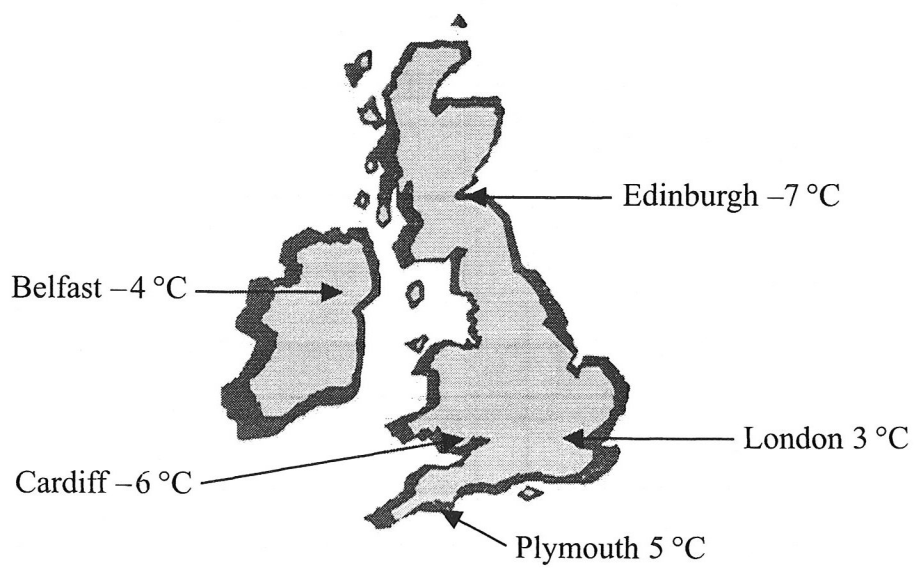 Edinburgh –7 °C
Belfast –4 °C
London 3 °C
Cardiff –6 °C
Plymouth 5 °C